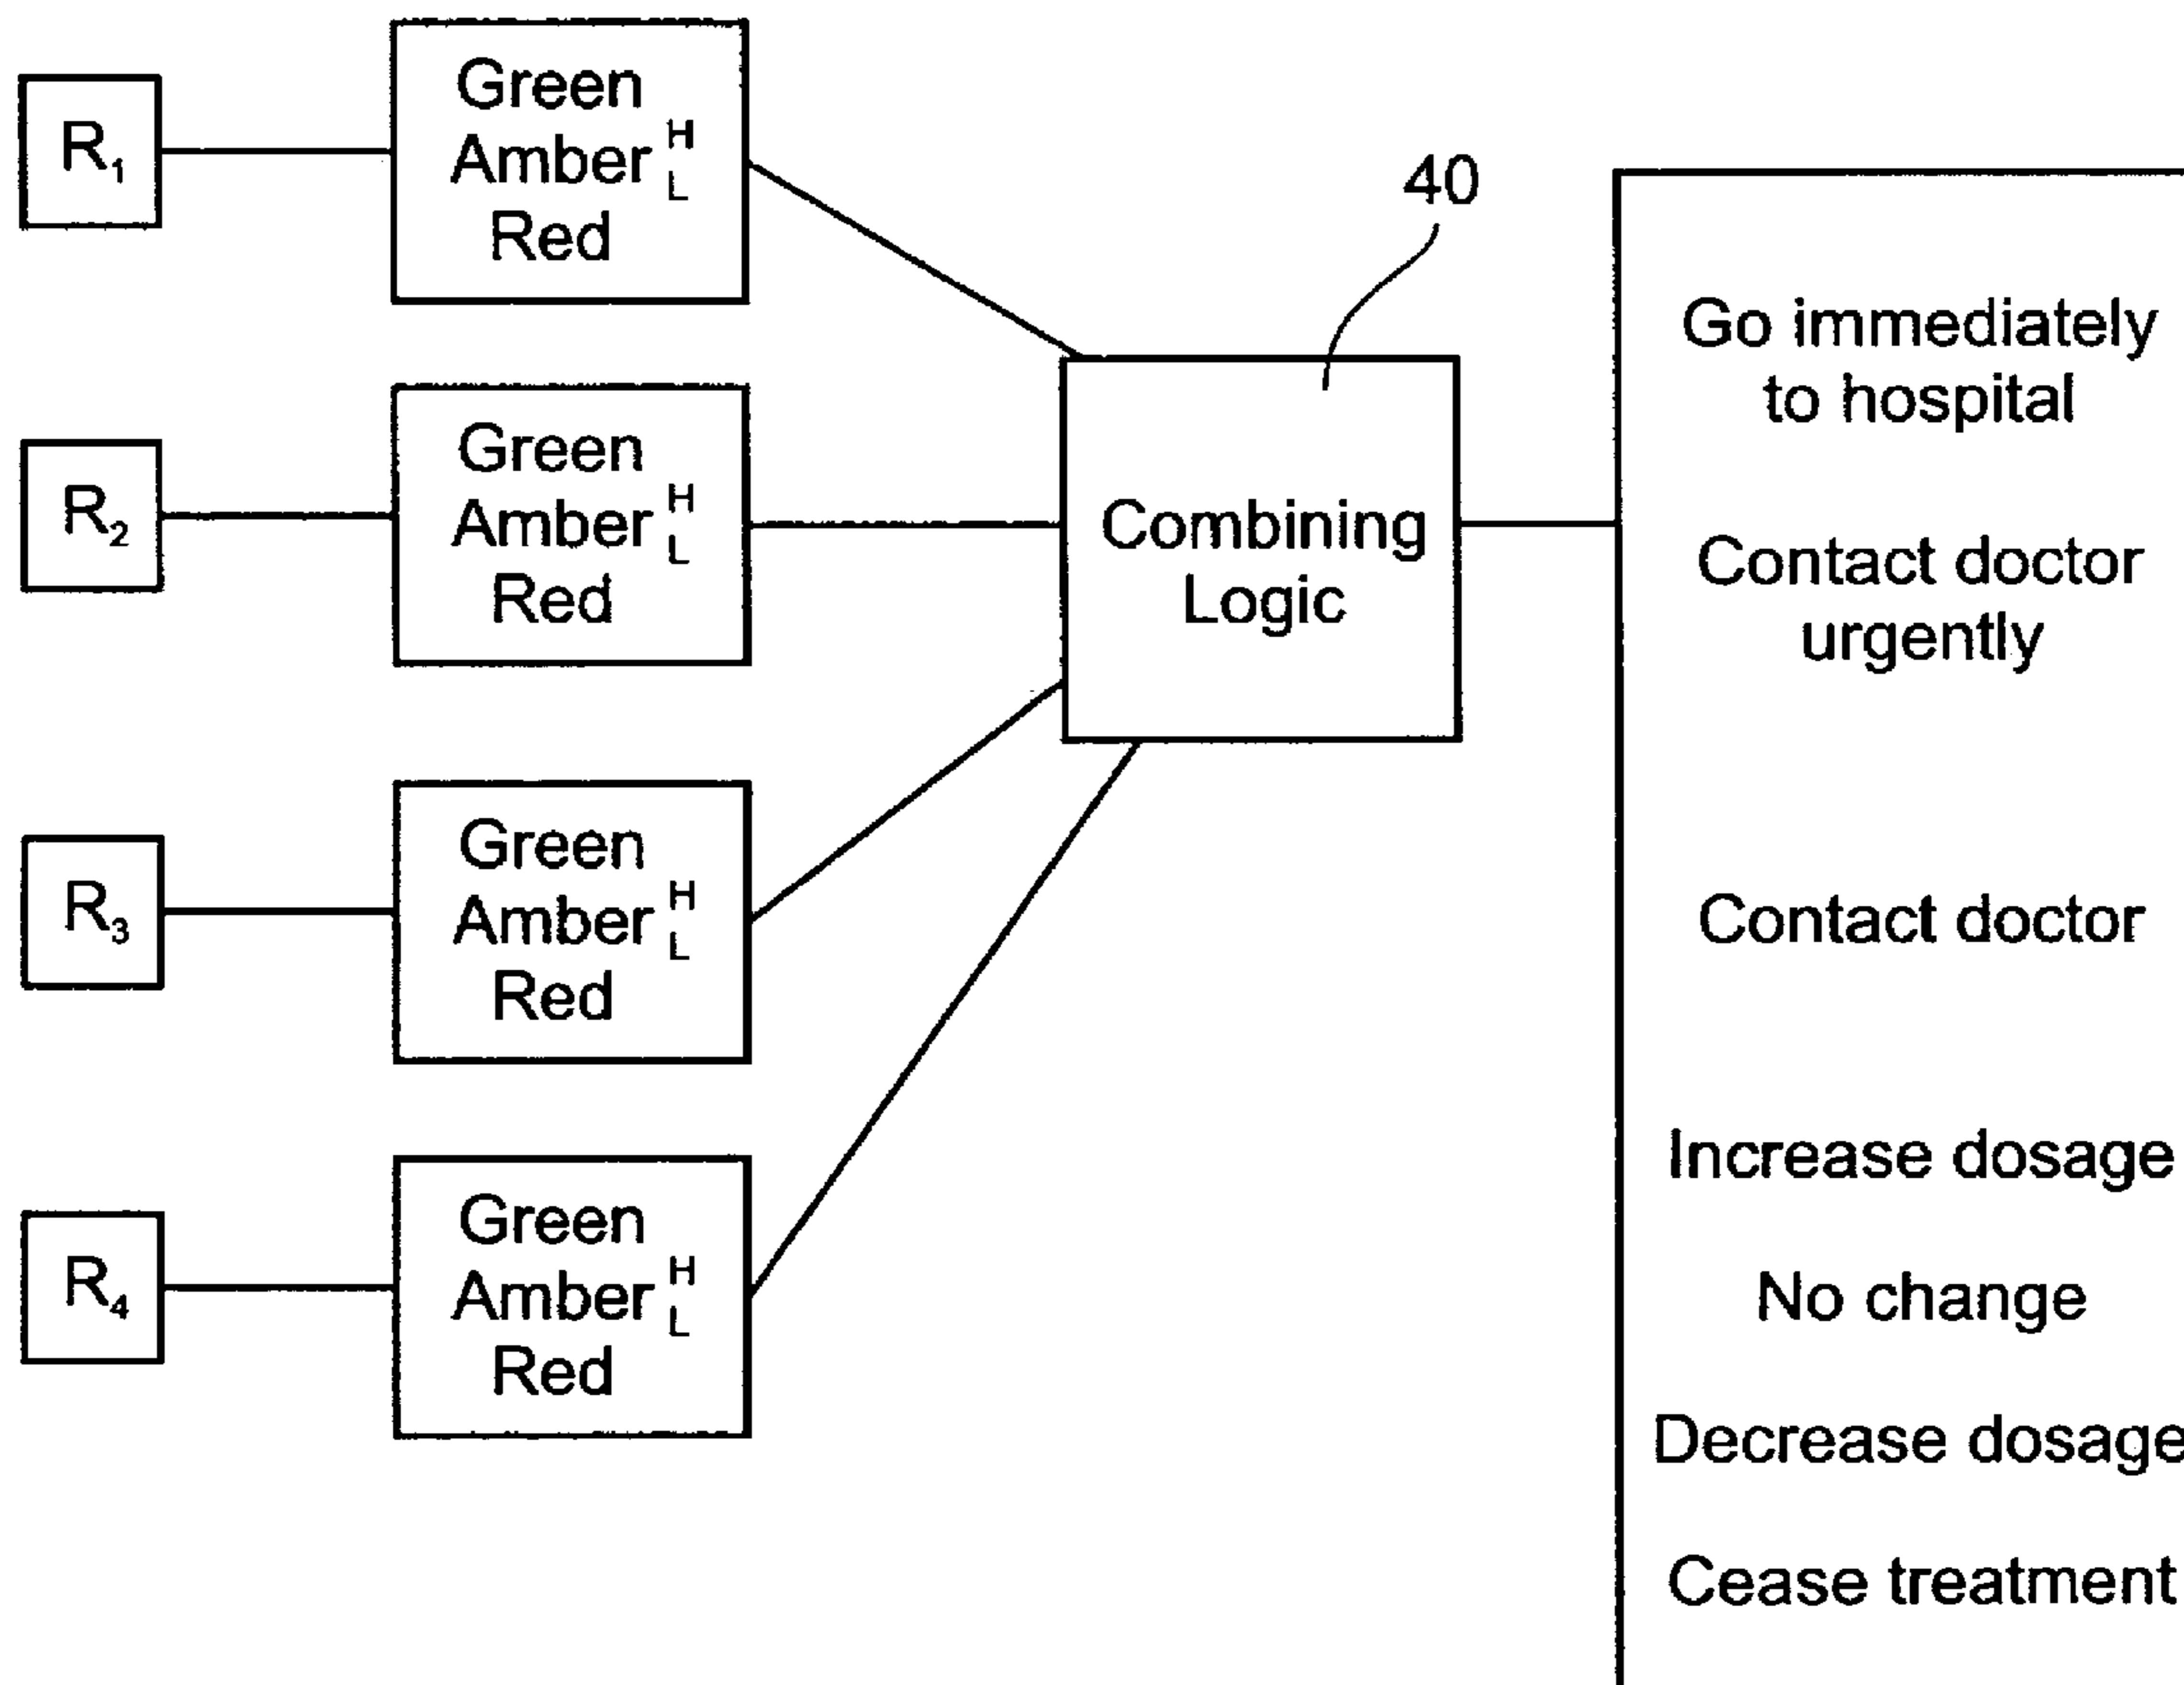 R₁
Green
Amber H
L
Red
R₂
Green
Amber H
L
Red
R₃
Green
Amber H
L
Red
R₄
Green
Amber H
L
Red
40
Combining
Logic
Go immediately
to hospital
Contact doctor
urgently
Contact doctor
Increase dosage
No change
Decrease dosage
Cease treatment